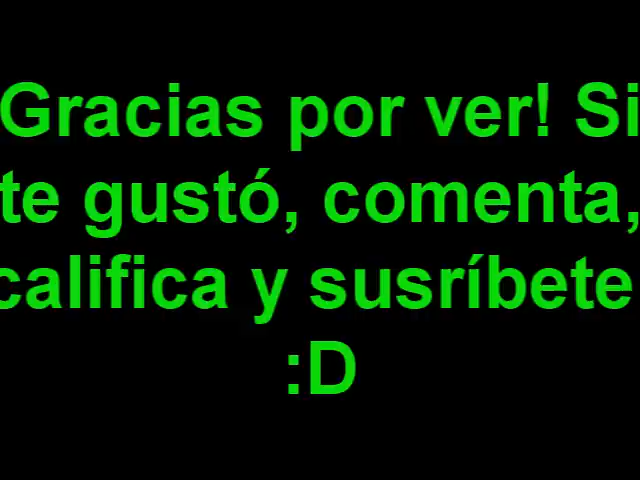 Gracias por ver! Si
te gustó, comenta,
califica y susríbete
:D